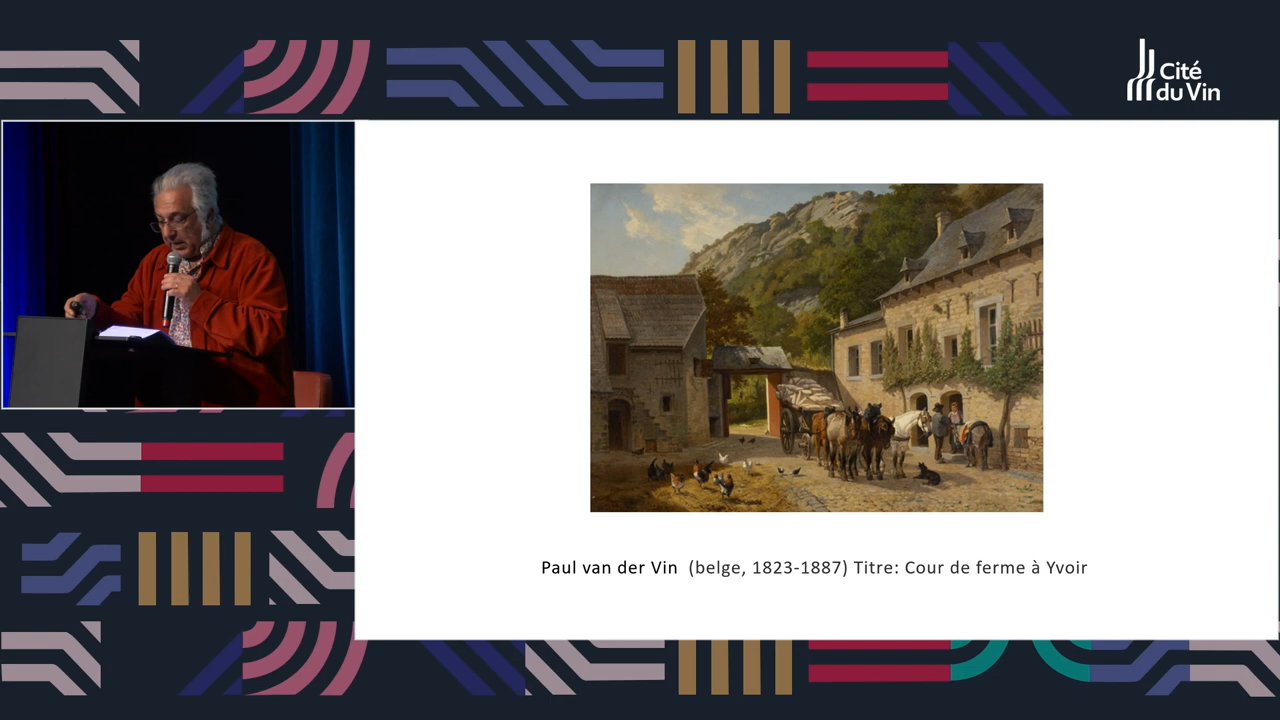 Cité
du Vin
Paul van der Vin (belge, 1823-1887) Titre: Cour de ferme à Yvoir